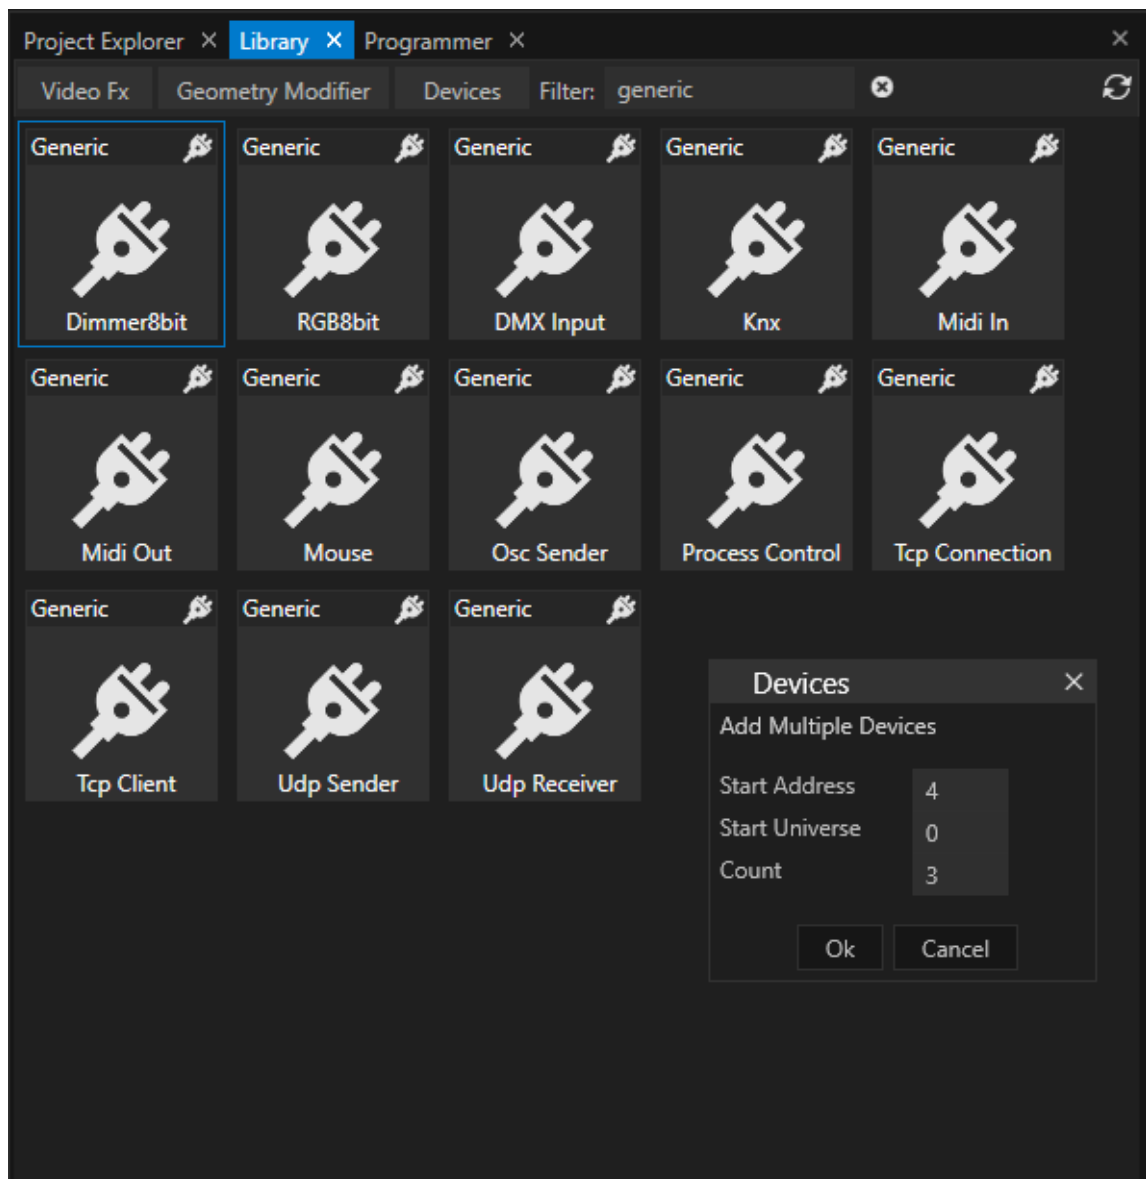 Project Explorer Library Programmer
Video Fx Geometry Modifier Devices Filter: generic
Generic Generic Generic Generic Generic
Dimmer8bit RGB8bit DMX Input Knx Midi In
Generic Generic Generic Generic Generic
Midi Out Mouse Osc Sender Process Control Tcp Connection
Generic Generic Generic
Tcp Client Udp Sender Udp Receiver
Devices
Add Multiple Devices
Start Address 4
Start Universe 0
Count 3
Ok Cancel